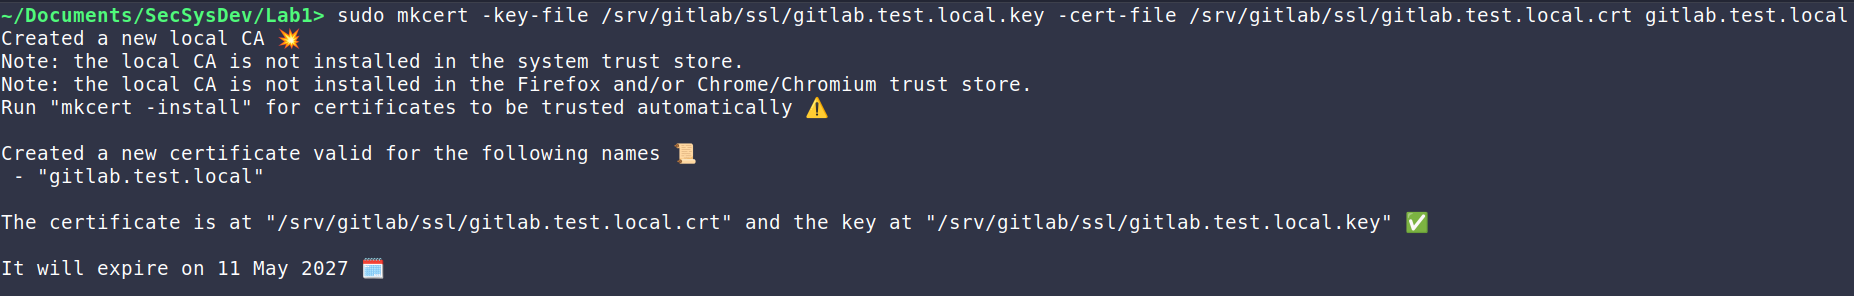 ~/Documents/SecSysDev/Lab1> sudo mkcert -key-file /srv/gitlab/ssl/gitlab.test.local.key -cert-file /srv/gitlab/ssl/gitlab.test.local.crt gitlab.test.local
Created a new local CA 💥
Note: the local CA is not installed in the system trust store.
Note: the local CA is not installed in the Firefox and/or Chrome/Chromium trust store.
Run "mkcert -install" for certificates to be trusted automatically ⚠️
Created a new certificate valid for the following names 📜
- "gitlab.test.local"
The certificate is at "/srv/gitlab/ssl/gitlab.test.local.crt" and the key at "/srv/gitlab/ssl/gitlab.test.local.key" ✅
It will expire on 11 May 2027 🗓